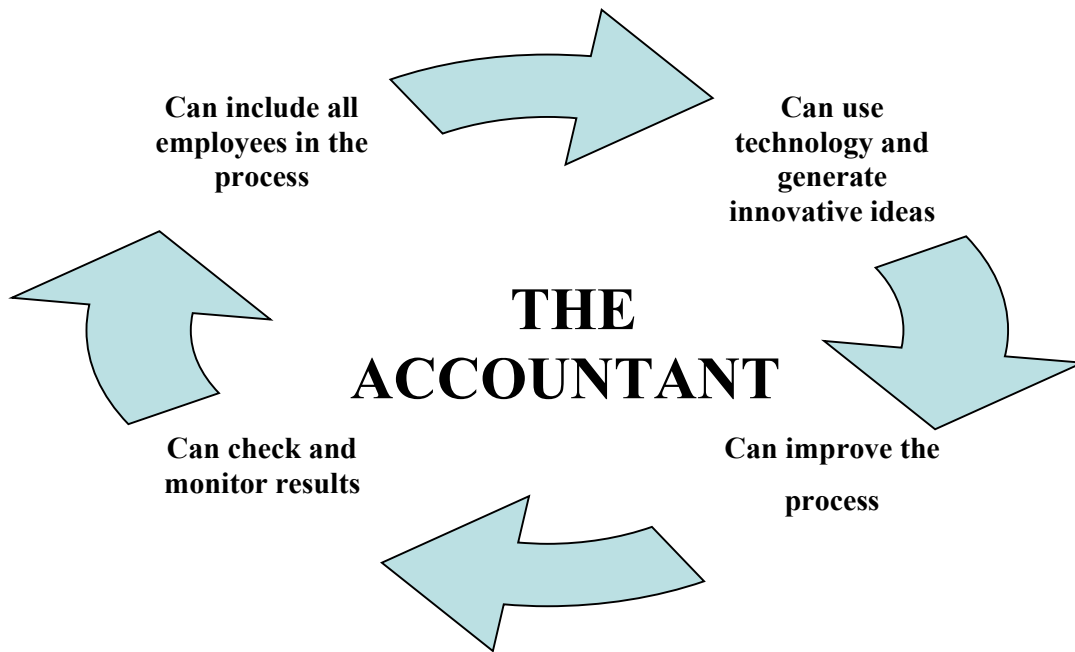 Can include all
employees in the
process
Can use
technology and
generate
innovative ideas
THE
ACCOUNTANT
Can check and
monitor results
Can improve the
process